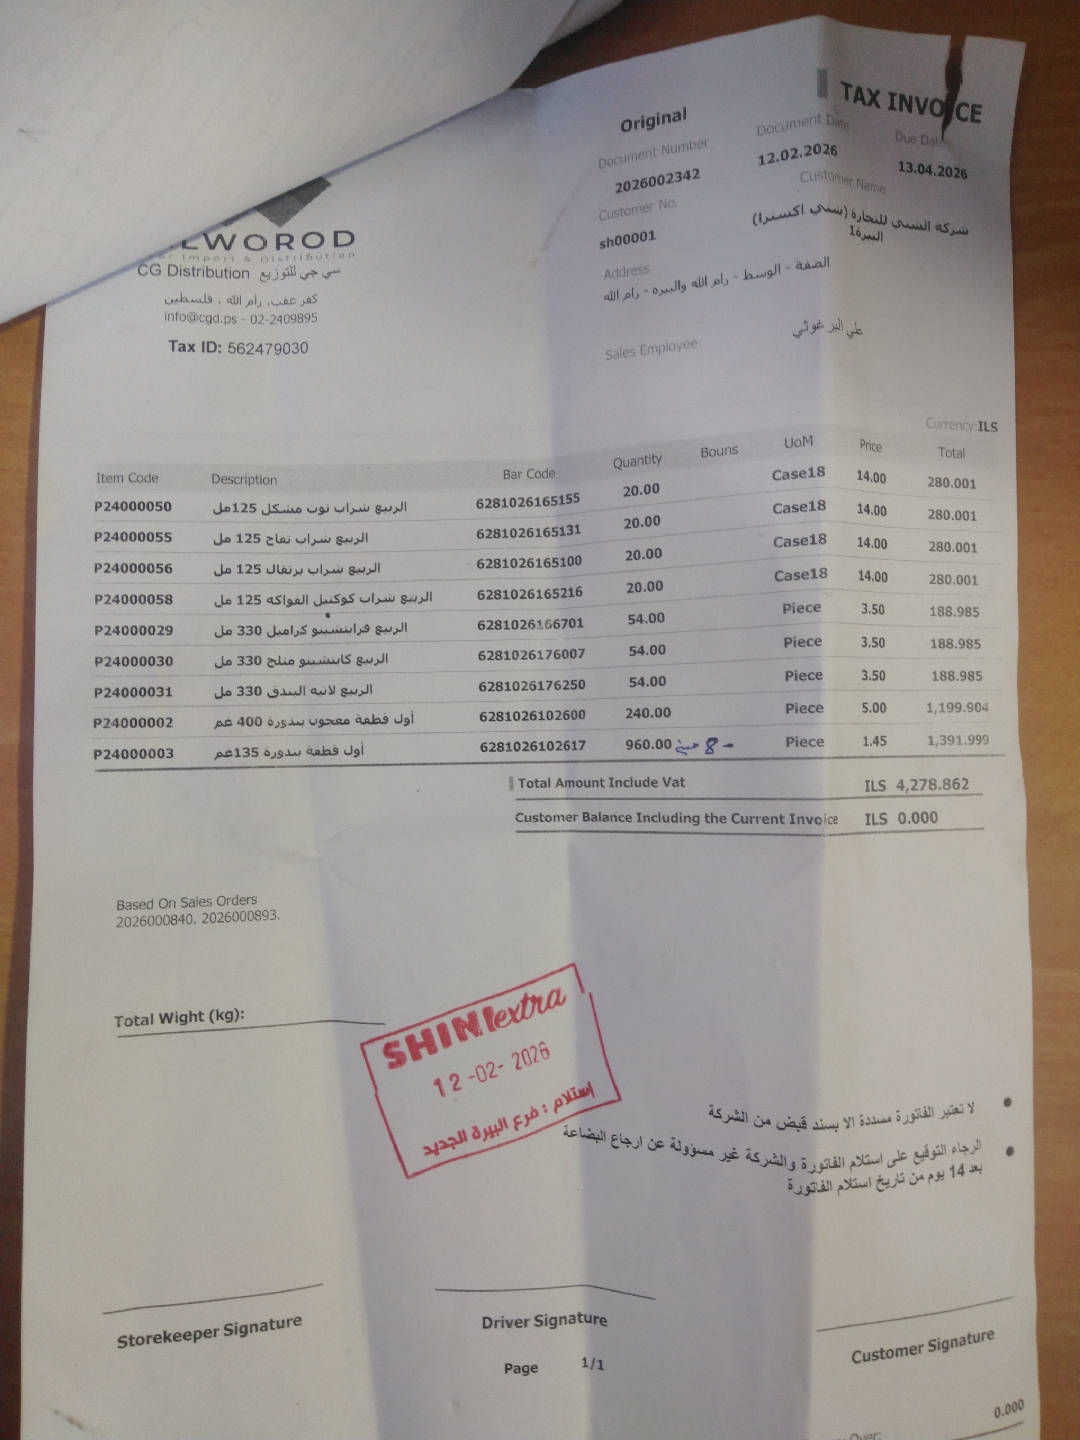 TAX INVOICE
Original
Document Number
Document Date
Due Date
2026002342
12.02.2026
13.04.2026
Customer No.
Customer Name
sh00001
شركة الشني للتجارة (شني اكسترا)
البيرة1
Address
الضفة - الوسط - رام الله والبيره - رام الله
Sales Employee:
علي البرغوثي
LWOROD
Import & Distribution
CG Distribution سي جي للتوزيع
كفر عقب، رام الله ، فلسطين
info@cgd.ps - 02-2409895
Tax ID: 562479030
Currency:ILS
Item Code Description Bar Code Quantity Bouns UoM Price Total
P24000050 الربيع شراب توت مشكل 125مل 6281026165155 20.00 Case18 14.00 280.001
P24000055 الربيع شراب تفاح 125 مل 6281026165131 20.00 Case18 14.00 280.001
P24000056 الربيع شراب برتقال 125 مل 6281026165100 20.00 Case18 14.00 280.001
P24000058 الربيع شراب كوكتيل الفواكه 125 مل 6281026165216 20.00 Case18 14.00 280.001
P24000029 الربيع فرابتشينو كراميل 330 مل 6281026166701 54.00 Piece 3.50 188.985
P24000030 الربيع كابتشينو مثلج 330 مل 6281026176007 54.00 Piece 3.50 188.985
P24000031 الربيع لاتيه البندق 330 مل 6281026176250 54.00 Piece 3.50 188.985
P24000002 أول قطفة معجون بندورة 400 غم 6281026102600 240.00 Piece 5.00 1,199.904
P24000003 أول قطفة بندورة 135غم 6281026102617 960.00 8 - Piece 1.45 1,391.999
Total Amount Include Vat ILS 4,278.862
Customer Balance Including the Current Invoice ILS 0.000
Based On Sales Orders
2026000840. 2026000893.
Total Wight (kg):
SHINI extra
12-02-2026
إستلام : فرع البيرة الجديد
لا تعتبر الفاتورة مسددة الا بسند قبض من الشركة
الرجاء التوقيع على استلام الفاتورة والشركة غير مسؤولة عن ارجاع البضاعة
بعد 14 يوم من تاريخ استلام الفاتورة
Storekeeper Signature
Driver Signature
Customer Signature
Page 1/1
Over:
0.000